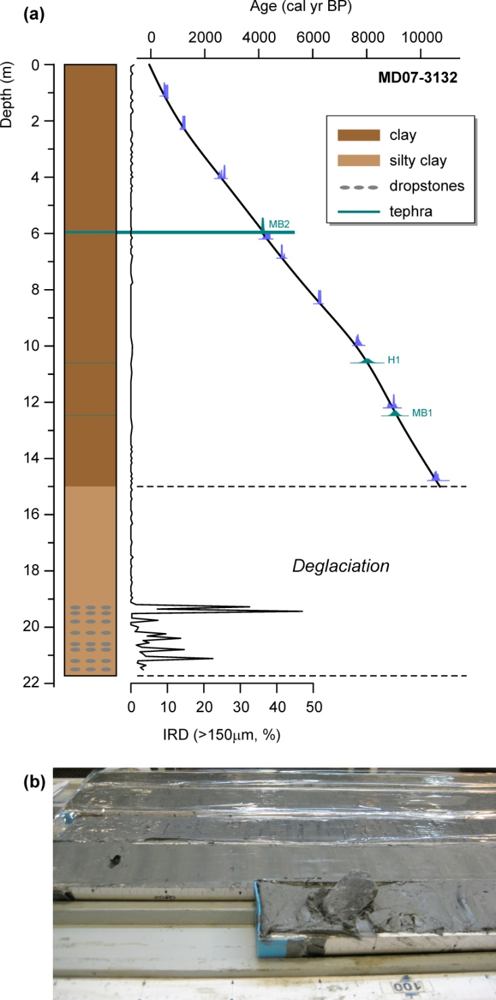 (a)
Age (cal yr BP)
0 2000 4000 6000 8000 10000
Depth (m)
MD07-3132
clay
silty clay
dropstones
tephra
0
2
4
6
8
10
12
14
16
18
20
22
MB2
H1
MB1
Deglaciation
0 10 20 30 40 50
IRD (>150μm, %)
(b)
100